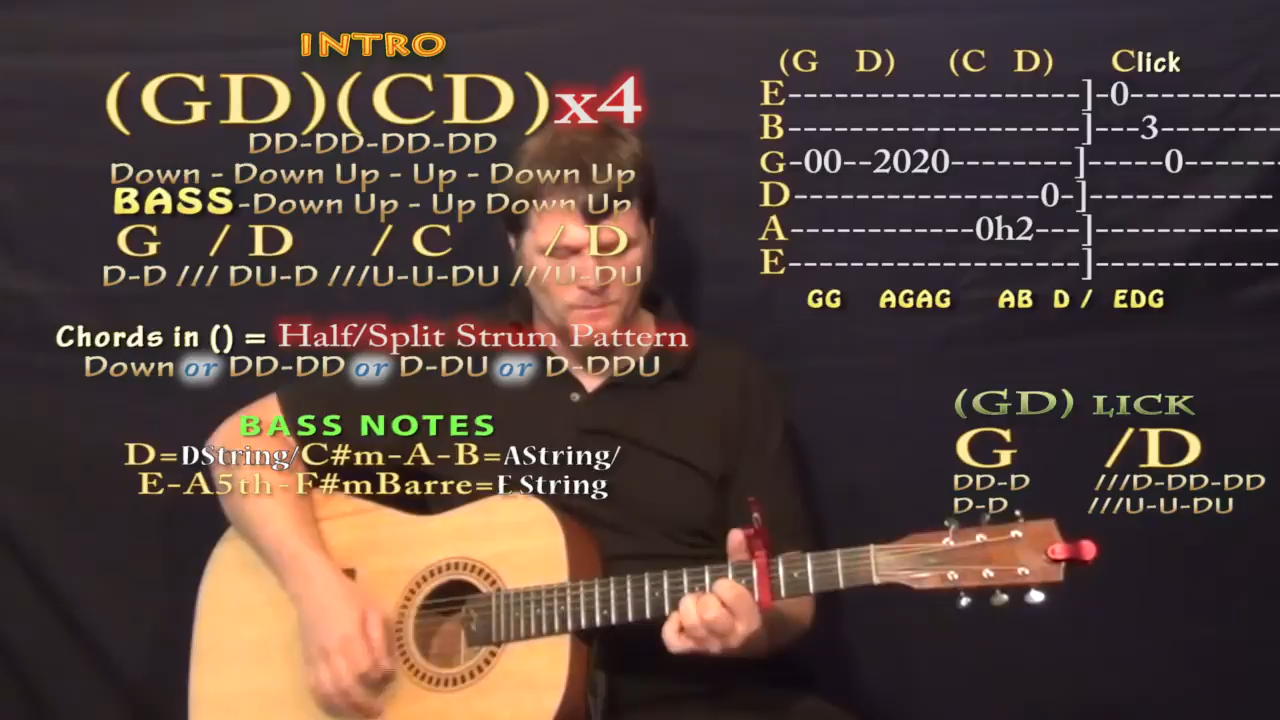 INTRO
(GD)(CD)x4
DD-DD-DD-DD
Down - Down Up - Up - Down Up
BASS-Down Up - Up Down Up
G / D / C / D
D-D /// DU-D ///U-U-DU ///U-DU
Chords in () = Half/Split Strum Pattern
Down or DD-DD or D-DU or D-DDU
BASS NOTES
D=DString/C#m-A-B=AString/
E-A5th-F#mBarre=E String
(G D) (C D) Click
E-----------------------------]-0----------
B-----------------------------]---3--------
G-00--2020------------]-----0-------
D-------------------------0-]------------
A------------------0h2---]------------
E-----------------------------]------------
GG AGAG AB D / EDG
(GD) LICK
G /D
DD-D ///D-DD-DD
D-D ///U-U-DU